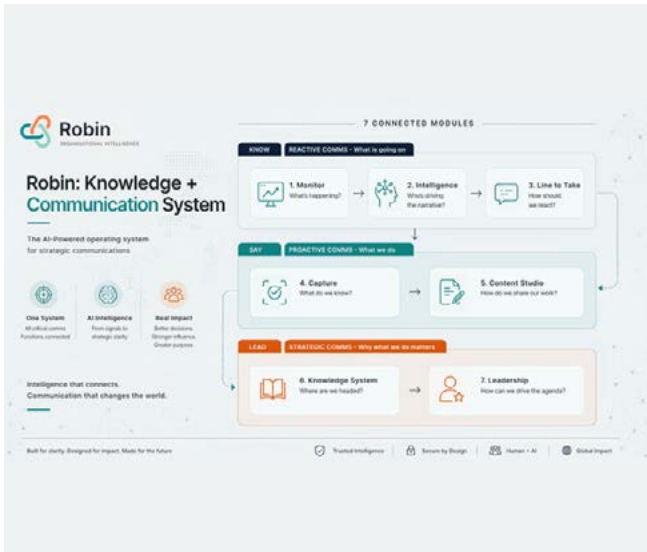 Robin
ORGANISATIONAL INTELLIGENCE
Robin: Knowledge +
Communication System
The AI-Powered operating system
for strategic communications
One System
All critical comms
Functions connected
AI Intelligence
From signals to
strategic clarity
Real Impact
Better decisions
Stronger influence
Greater purpose
Intelligence that connects.
Communication that changes the world.
7 CONNECTED MODULES
KNOW
REACTIVE COMMS - What is going on
1. Monitor
What's happening?
2. Intelligence
Who's driving
the narrative?
3. Line to Take
How should
we react?
SAY
PROACTIVE COMMS - What we do
4. Capture
What do we know?
5. Content Studio
How do we share our work?
LEAD
STRATEGIC COMMS - Why what we do matters
6. Knowledge System
Where are we headed?
7. Leadership
How can we drive the agenda?
Built for clarity. Designed for impact. Made for the future
Trusted Intelligence
Secure by Design
Human + AI
Global Impact